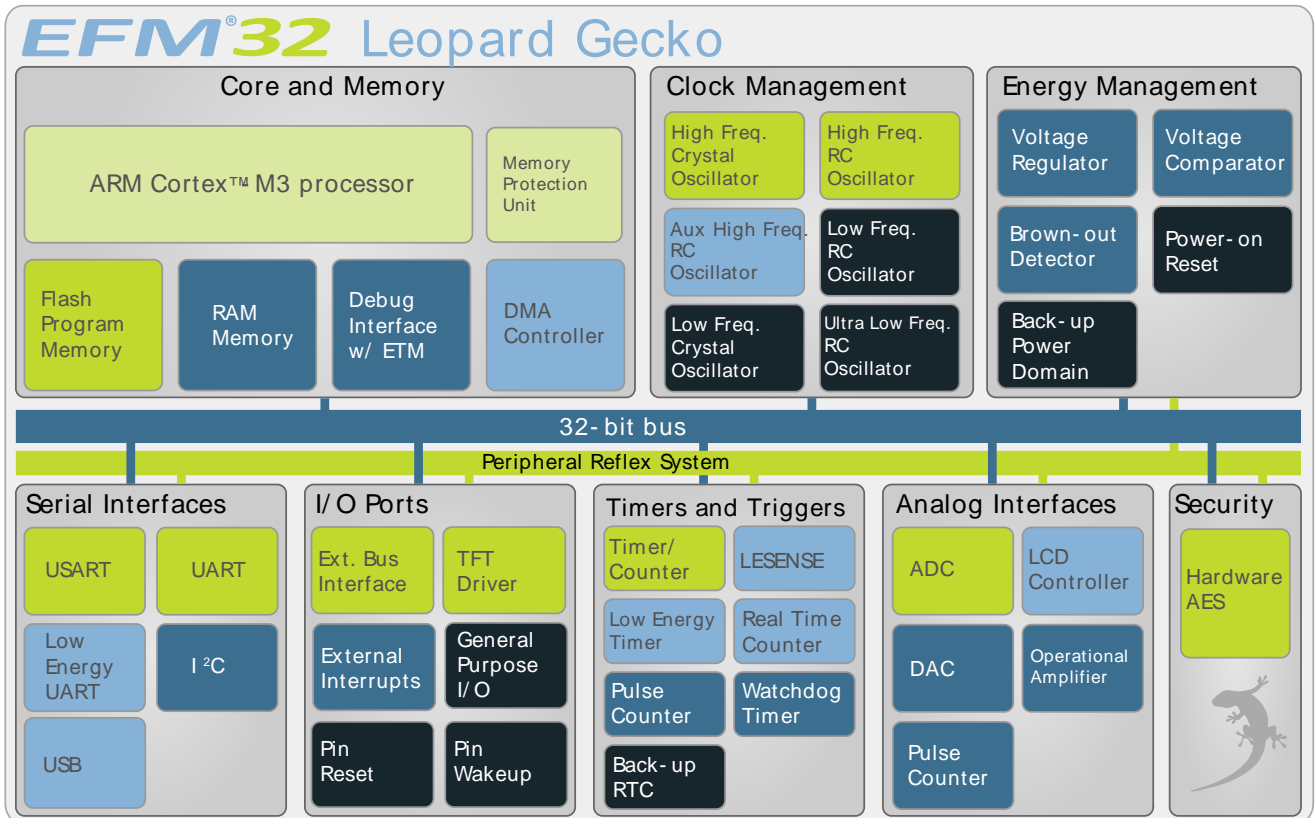 EFM®32 Leopard Gecko
Core and Memory
ARM Cortex™ M3 processor
Memory
Protection
Unit
Flash
Program
Memory
RAM
Memory
Debug
Interface
w/ ETM
DMA
Controller
Clock Management
High Freq.
Crystal
Oscillator
High Freq.
RC
Oscillator
Aux High Freq.
RC
Oscillator
Low Freq.
RC
Oscillator
Low Freq.
Crystal
Oscillator
Ultra Low Freq.
RC
Oscillator
Energy Management
Voltage
Regulator
Voltage
Comparator
Brown-out
Detector
Power-on
Reset
Back-up
Power
Domain
32-bit bus
Peripheral Reflex System
Serial Interfaces
USART
UART
Low
Energy
UART
I²C
USB
I/O Ports
Ext. Bus
Interface
TFT
Driver
External
Interrupts
General
Purpose
I/O
Pin
Reset
Pin
Wakeup
Timers and Triggers
Timer/
Counter
LESENSE
Low Energy
Timer
Real Time
Counter
Pulse
Counter
Watchdog
Timer
Back-up
RTC
Analog Interfaces
ADC
LCD
Controller
DAC
Operational
Amplifier
Pulse
Counter
Security
Hardware
AES